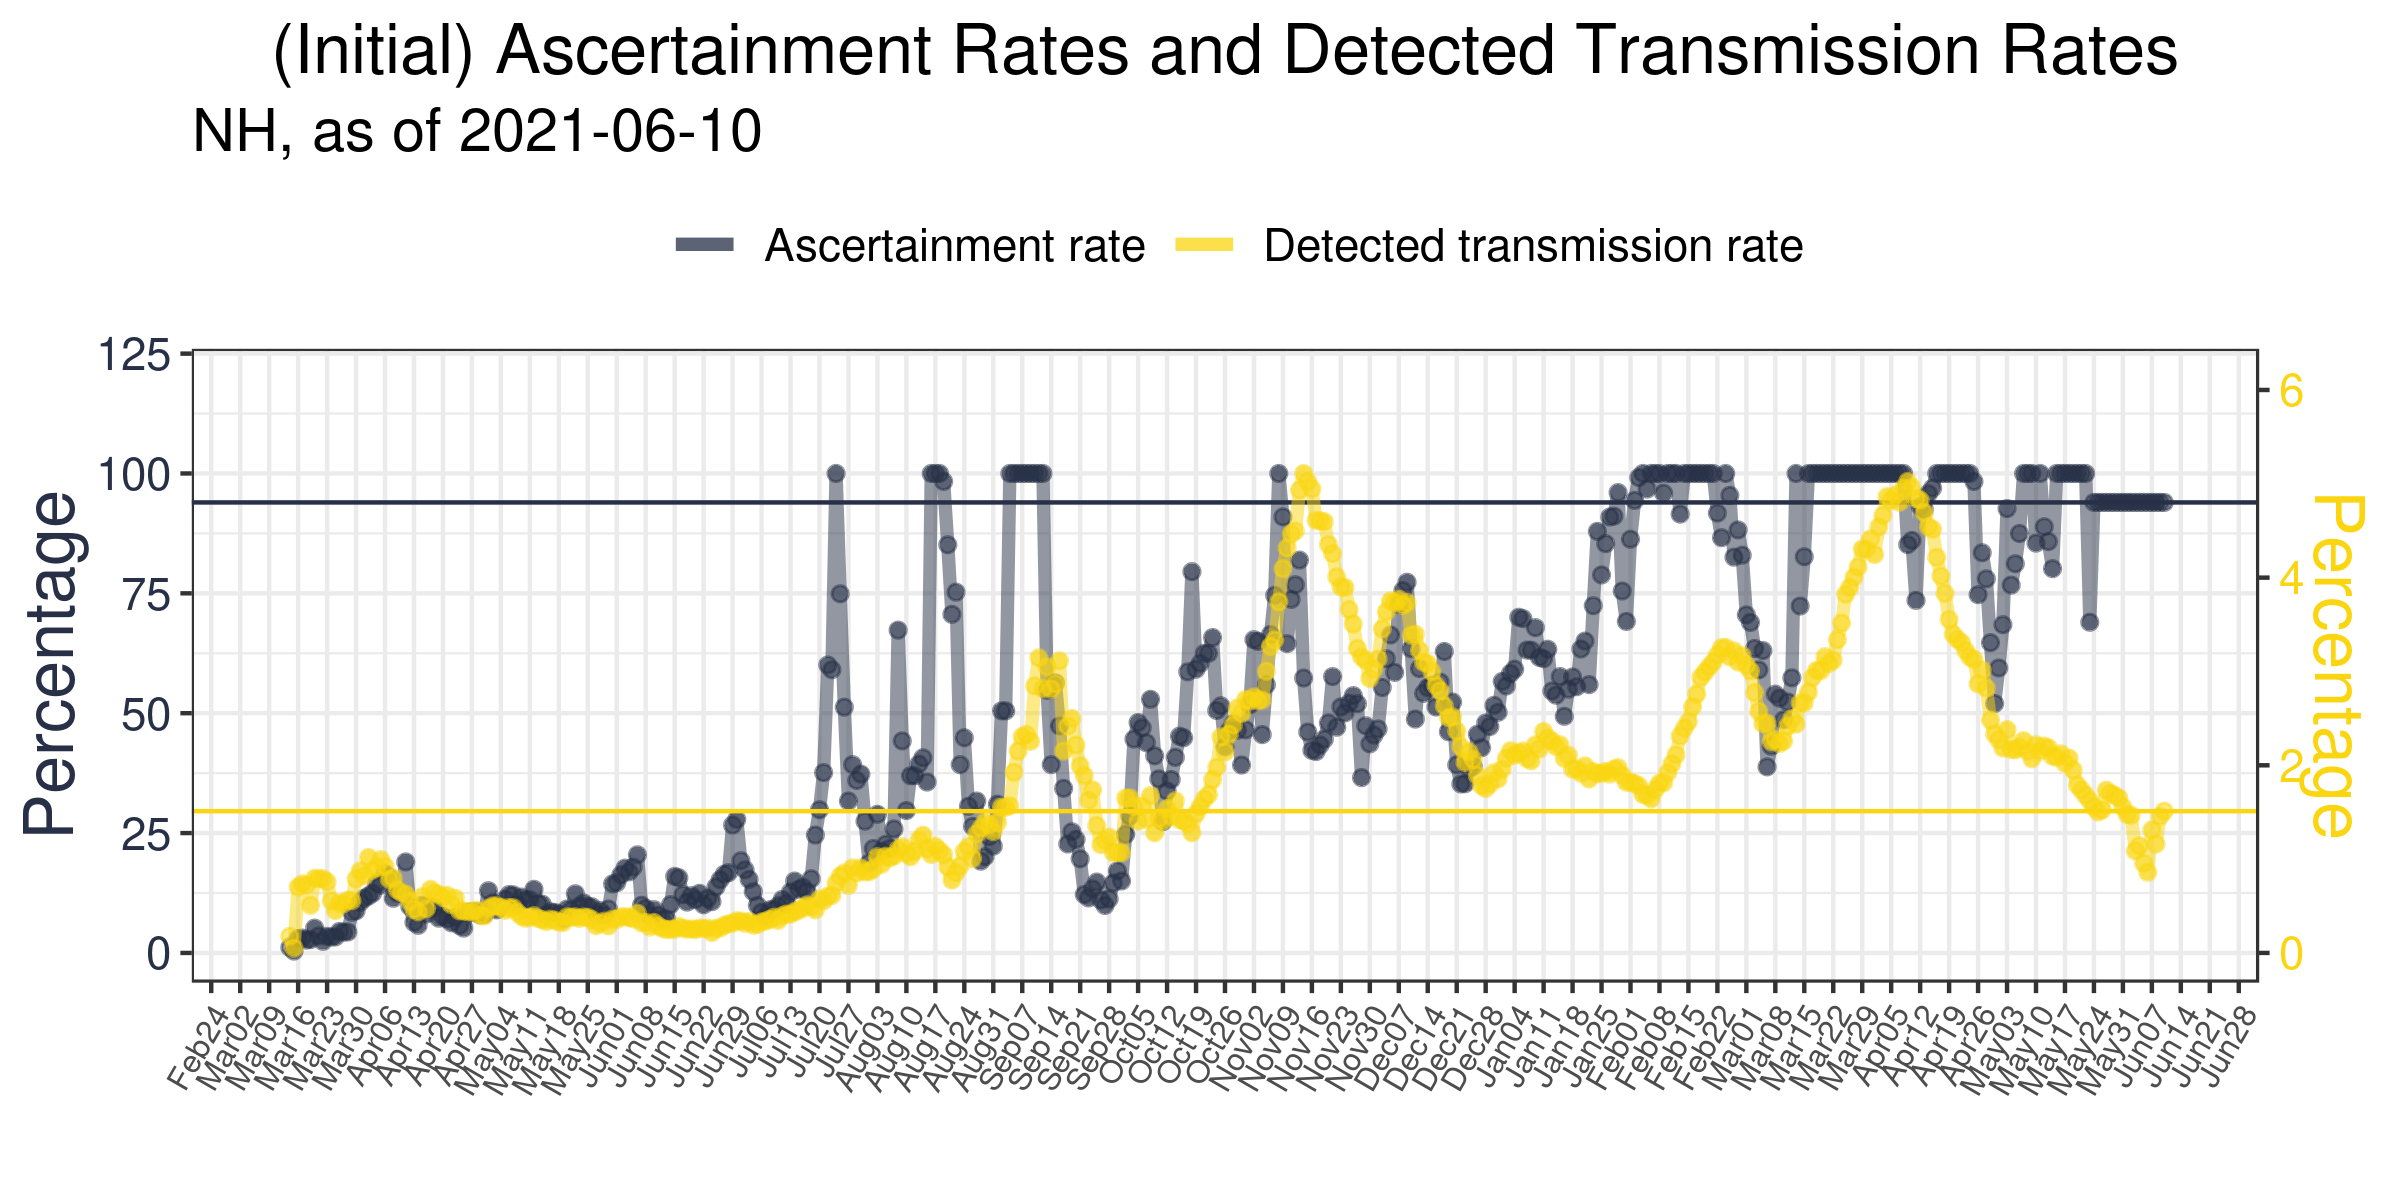 (Initial) Ascertainment Rates and Detected Transmission Rates
NH, as of 2021-06-10
Ascertainment rate
Detected transmission rate
125
100
75
50
25
0
Percentage
6
4
2
0
Percentage
Feb24
Mar02
Mar09
Mar16
Mar23
Mar30
Apr06
Apr13
Apr20
Apr27
May04
May11
May18
May25
Jun01
Jun08
Jun15
Jun22
Jun29
Jul06
Jul13
Jul20
Jul27
Aug03
Aug10
Aug17
Aug24
Aug31
Sep07
Sep14
Sep21
Sep28
Oct05
Oct12
Oct19
Oct26
Nov02
Nov09
Nov16
Nov23
Nov30
Dec07
Dec14
Dec21
Dec28
Jan04
Jan11
Jan18
Jan25
Feb01
Feb08
Feb15
Feb22
Mar01
Mar08
Mar15
Mar22
Mar29
Apr05
Apr12
Apr19
Apr26
May03
May10
May17
May24
May31
Jun07
Jun14
Jun21
Jun28